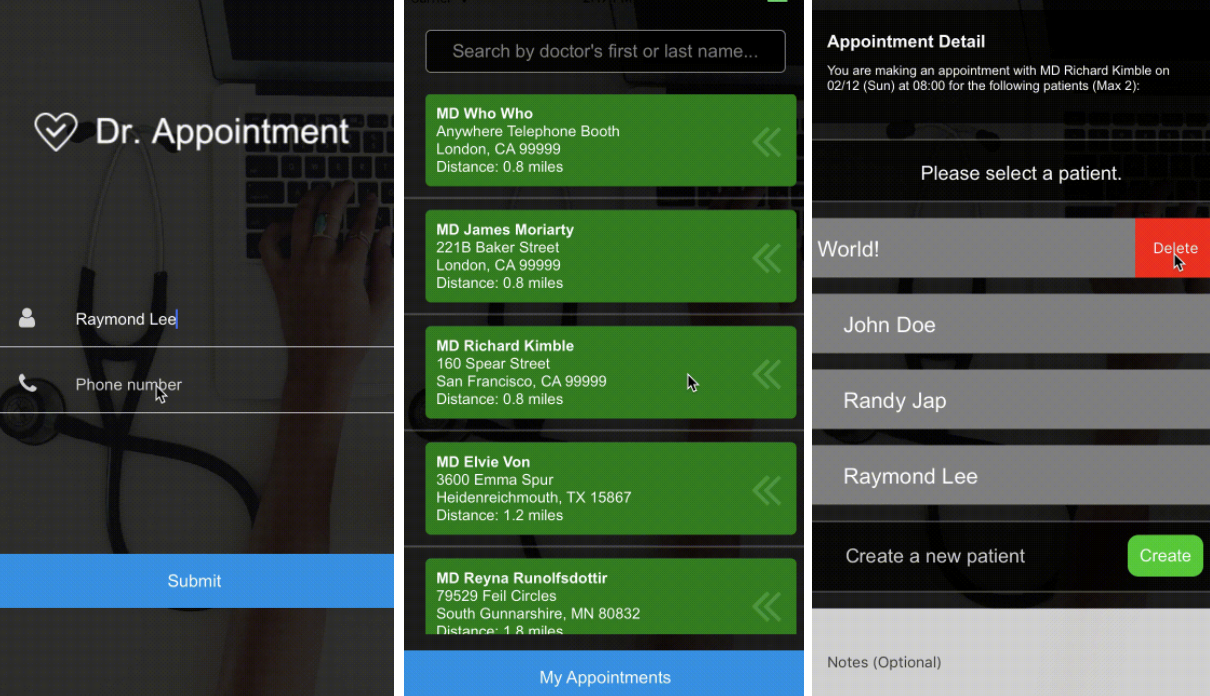 Dr. Appointment
Raymond Lee
Phone number
Submit
Search by doctor's first or last name...
MD Who Who
Anywhere Telephone Booth
London, CA 99999
Distance: 0.8 miles
MD James Moriarty
221B Baker Street
London, CA 99999
Distance: 0.8 miles
MD Richard Kimble
160 Spear Street
San Francisco, CA 99999
Distance: 0.8 miles
MD Elvie Von
3600 Emma Spur
Heidenreichmouth, TX 15867
Distance: 1.2 miles
MD Reyna Runolfsdottir
79529 Feil Circles
South Gunnarshire, MN 80832
Distance: 1.8 miles
My Appointments
Appointment Detail
You are making an appointment with MD Richard Kimble on
02/12 (Sun) at 08:00 for the following patients (Max 2):
Please select a patient.
World!
Delete
John Doe
Randy Jap
Raymond Lee
Create a new patient
Create
Notes (Optional)